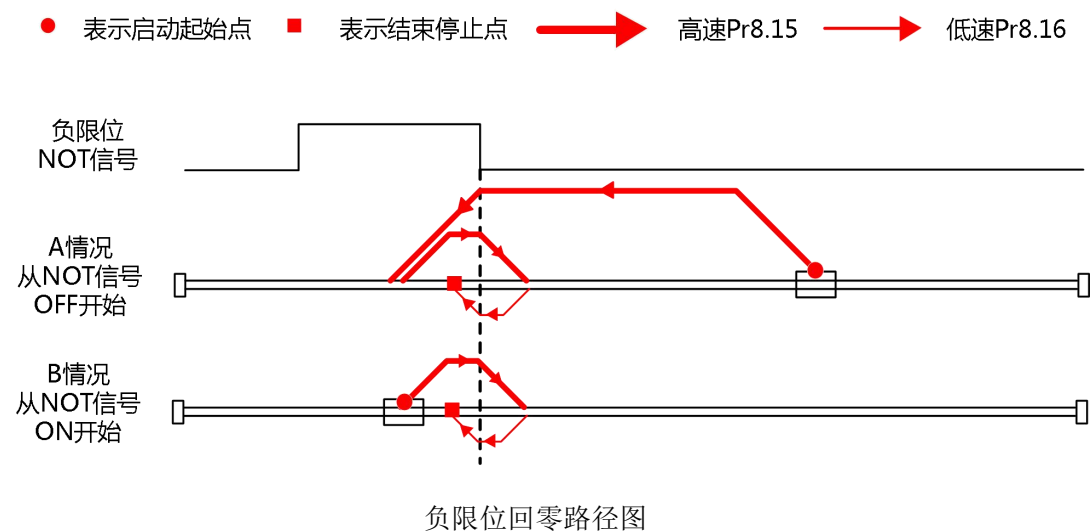 表示启动起始点 表示结束停止点 高速Pr8.15 低速Pr8.16
负限位
NOT信号
A情况
从NOT信号
OFF开始
B情况
从NOT信号
ON开始
负限位回零路径图